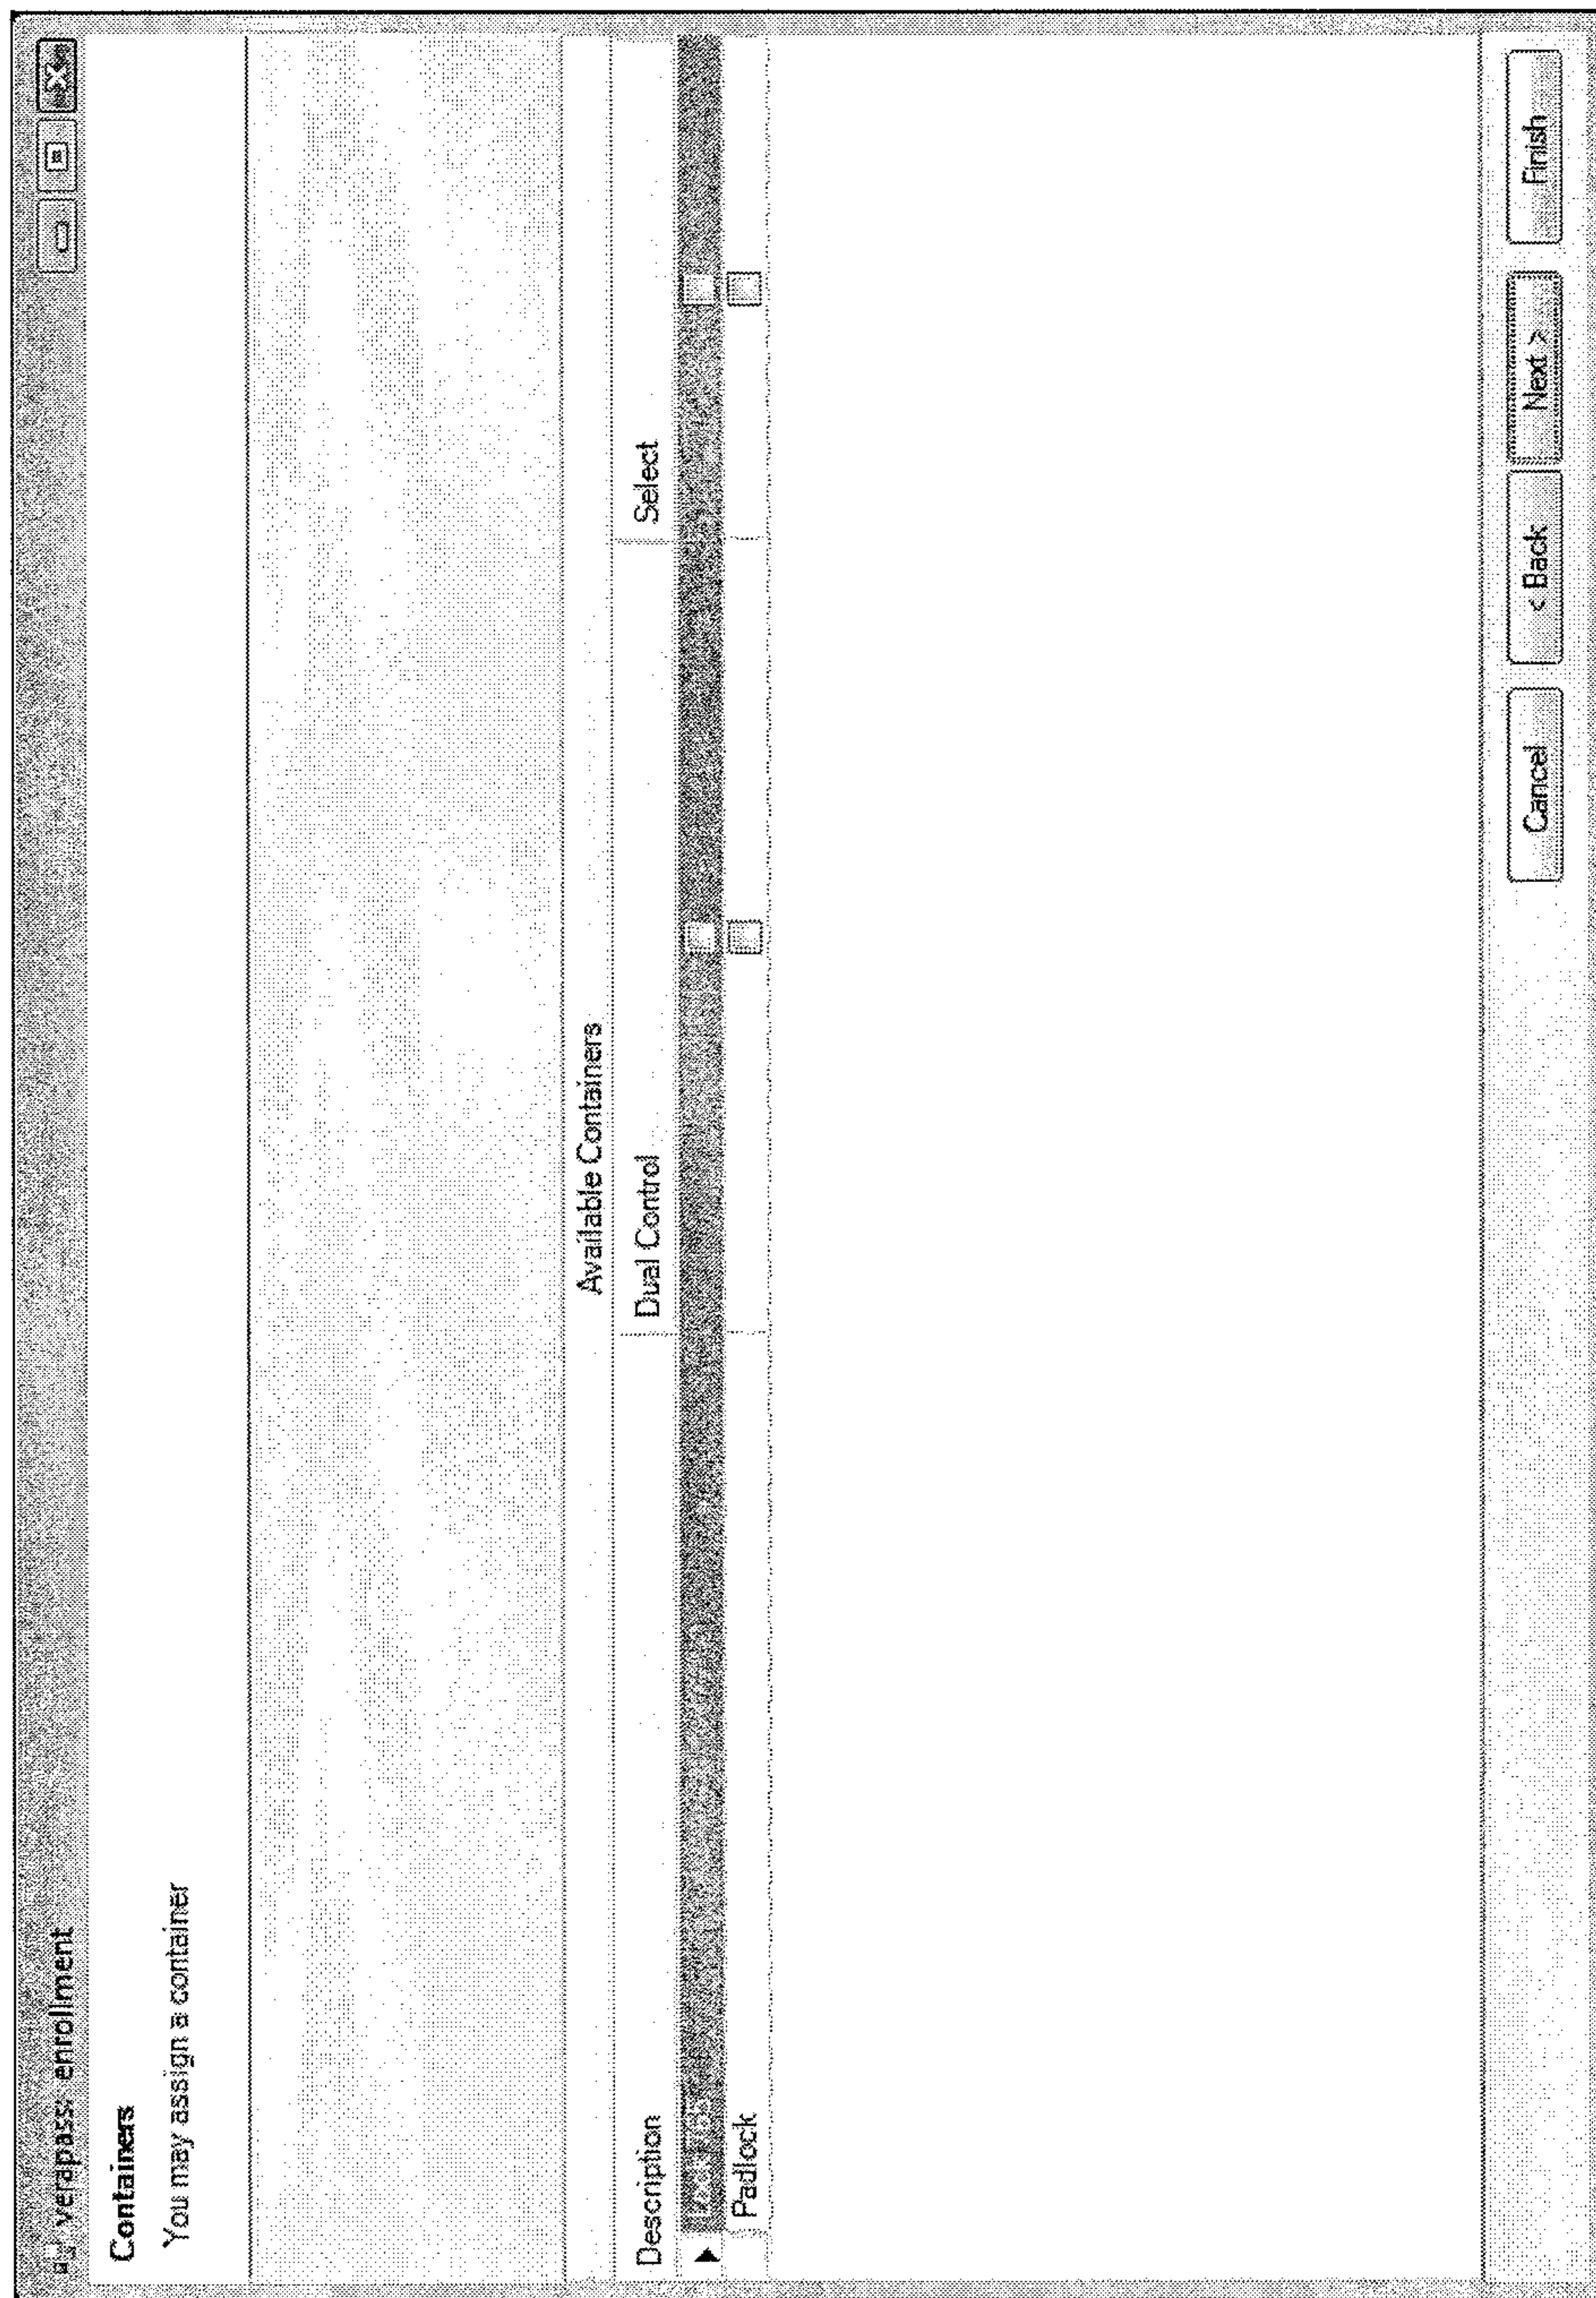 verapass: enrollment
Containers
You may assign a container
Available Containers
Description Dual Control Select
Padlock
Cancel < Back Next > Finish